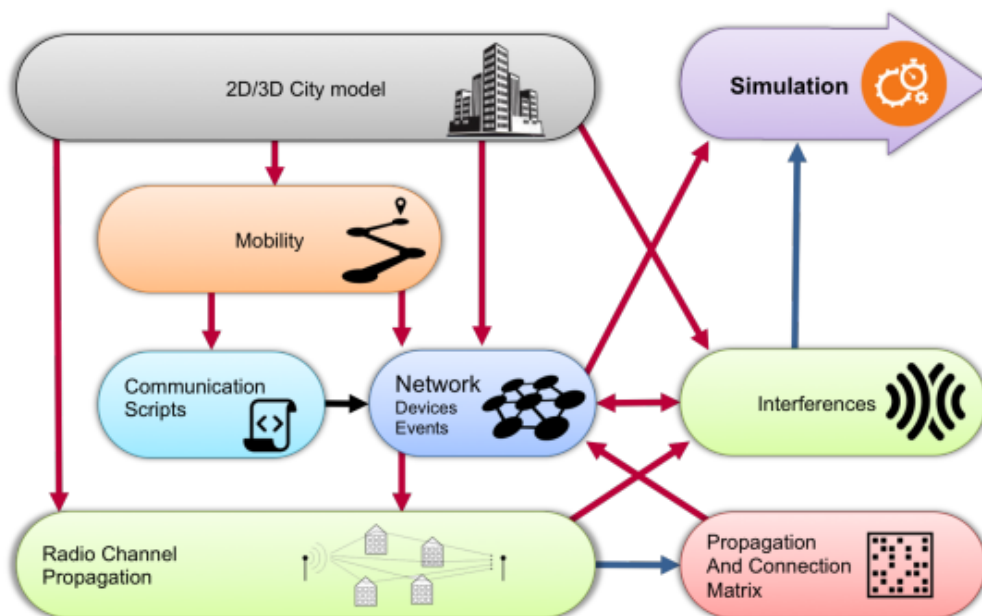 2D/3D City model
Simulation
Mobility
Communication
Scripts
Network
Devices
Events
Interferences
Radio Channel
Propagation
Propagation
And Connection
Matrix